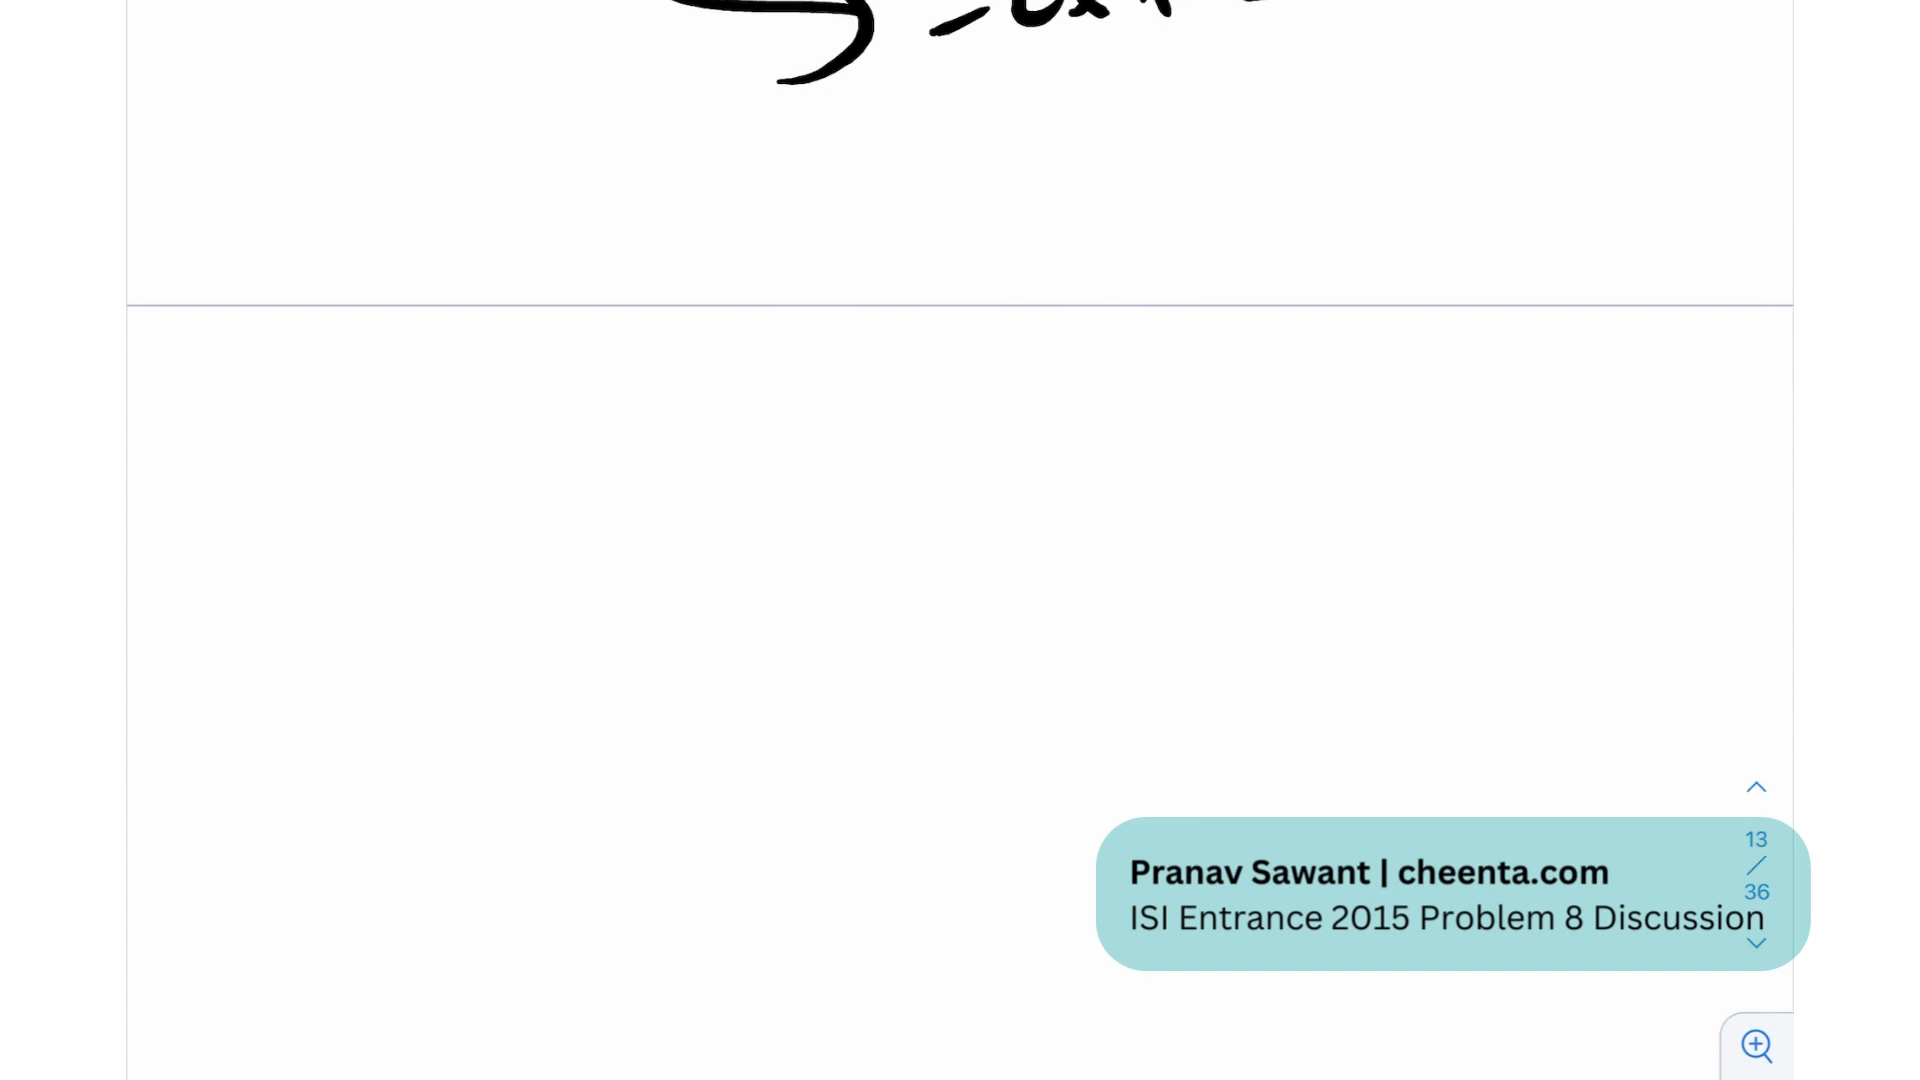 13
/
36
Pranav Sawant | cheenta.com
ISI Entrance 2015 Problem 8 Discussion